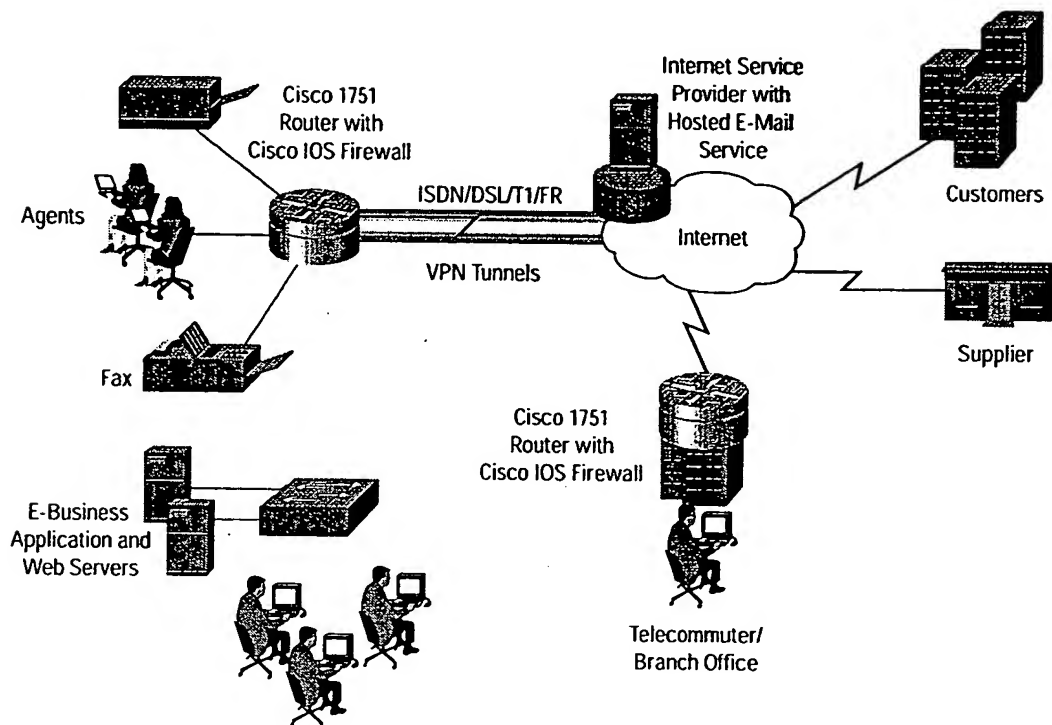 Cisco 1751
Router with
Cisco IOS Firewall
Internet Service
Provider with
Hosted E-Mail
Service
Customers
Agents
ISDN/DSL/T1/FR
Internet
VPN Tunnels
Supplier
Fax
Cisco 1751
Router with
Cisco IOS Firewall
E-Business
Application and
Web Servers
Telecommuter/
Branch Office